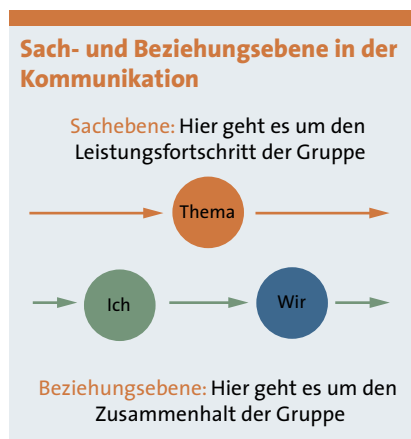 Sach- und Beziehungsebene in der
Kommunikation
Sachebene: Hier geht es um den
Leistungsfortschritt der Gruppe
Thema
Ich
Wir
Beziehungsebene: Hier geht es um den
Zusammenhalt der Gruppe